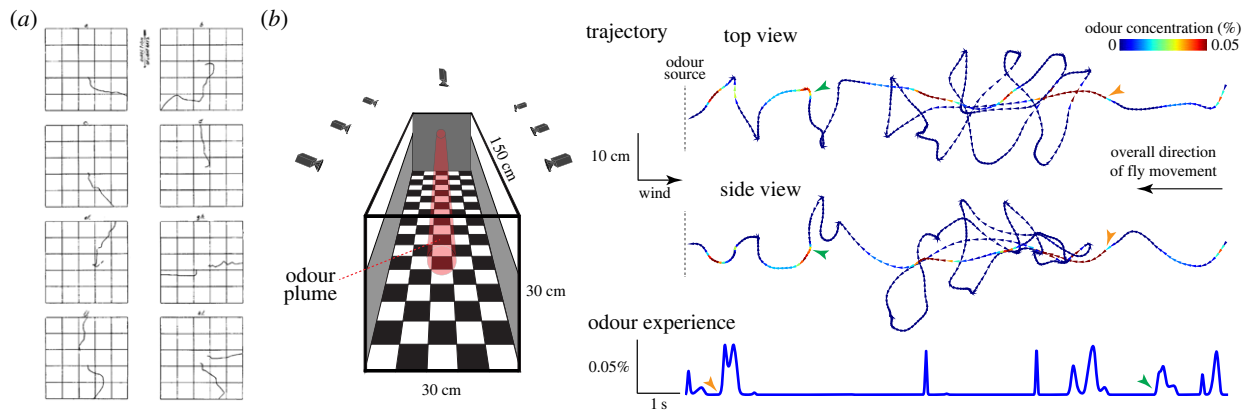 (a)
(b)
150 cm
odour
plume
30 cm
30 cm
trajectory
top view
odour concentration (%)
0
0.05
odour
source
10 cm
wind
overall direction
of fly movement
side view
odour experience
0.05%
1 s